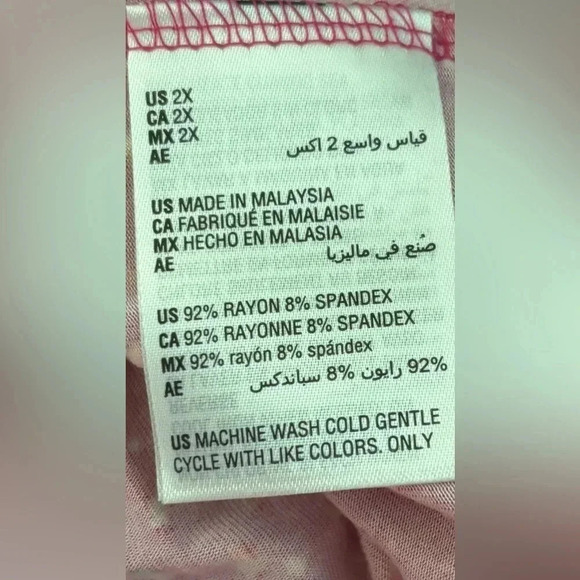 US 2X
CA 2X
MX 2X
AE قياس واسع 2 اكس
US MADE IN MALAYSIA
CA FABRIQUÉ EN MALAISIE
MX HECHO EN MALASIA
AE صُنع في ماليزيا
US 92% RAYON 8% SPANDEX
CA 92% RAYONNE 8% SPANDEX
MX 92% rayón 8% spándex
AE 92% رايون 8% سباندكس
US MACHINE WASH COLD GENTLE
CYCLE WITH LIKE COLORS. ONLY